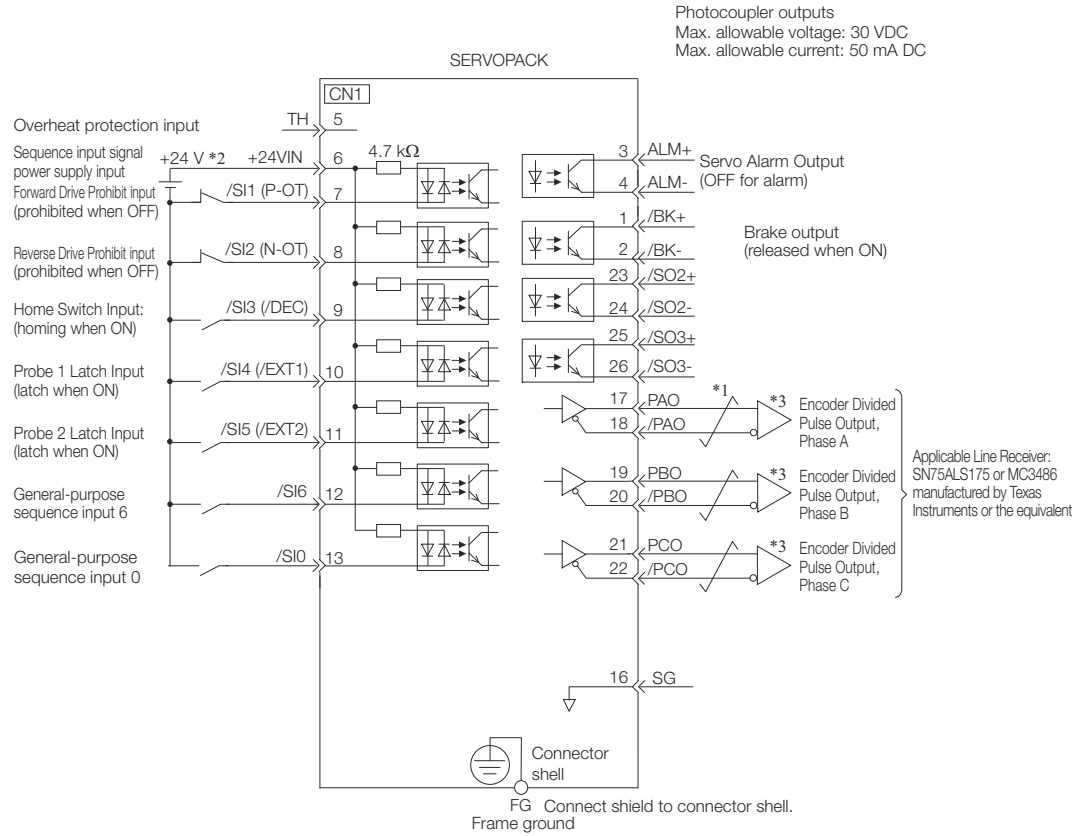 Photocoupler outputs
Max. allowable voltage: 30 VDC
Max. allowable current: 50 mA DC
SERVOPACK
CN1
Overheat protection input
TH 5
Sequence input signal
power supply input
+24 V *2 +24VIN 6 4.7 kΩ
Forward Drive Prohibit input
(prohibited when OFF)
/SI1 (P-OT) 7
Reverse Drive Prohibit input
(prohibited when OFF)
/SI2 (N-OT) 8
Home Switch Input:
(homing when ON)
/SI3 (/DEC) 9
Probe 1 Latch Input
(latch when ON)
/SI4 (/EXT1) 10
Probe 2 Latch Input
(latch when ON)
/SI5 (/EXT2) 11
General-purpose
sequence input 6
/SI6 12
General-purpose
sequence input 0
/SI0 13
3 ALM+
4 ALM-
Servo Alarm Output
(OFF for alarm)
1 /BK+
2 /BK-
Brake output
(released when ON)
23 /SO2+
24 /SO2-
25 /SO3+
26 /SO3-
17 PAO
18 /PAO
*1
*3
Encoder Divided
Pulse Output,
Phase A
19 PBO
20 /PBO
*3
Encoder Divided
Pulse Output,
Phase B
21 PCO
22 /PCO
*3
Encoder Divided
Pulse Output,
Phase C
Applicable Line Receiver:
SN75ALS175 or MC3486
manufactured by Texas
Instruments or the equivalent
16 SG
Connector
shell
FG Connect shield to connector shell.
Frame ground